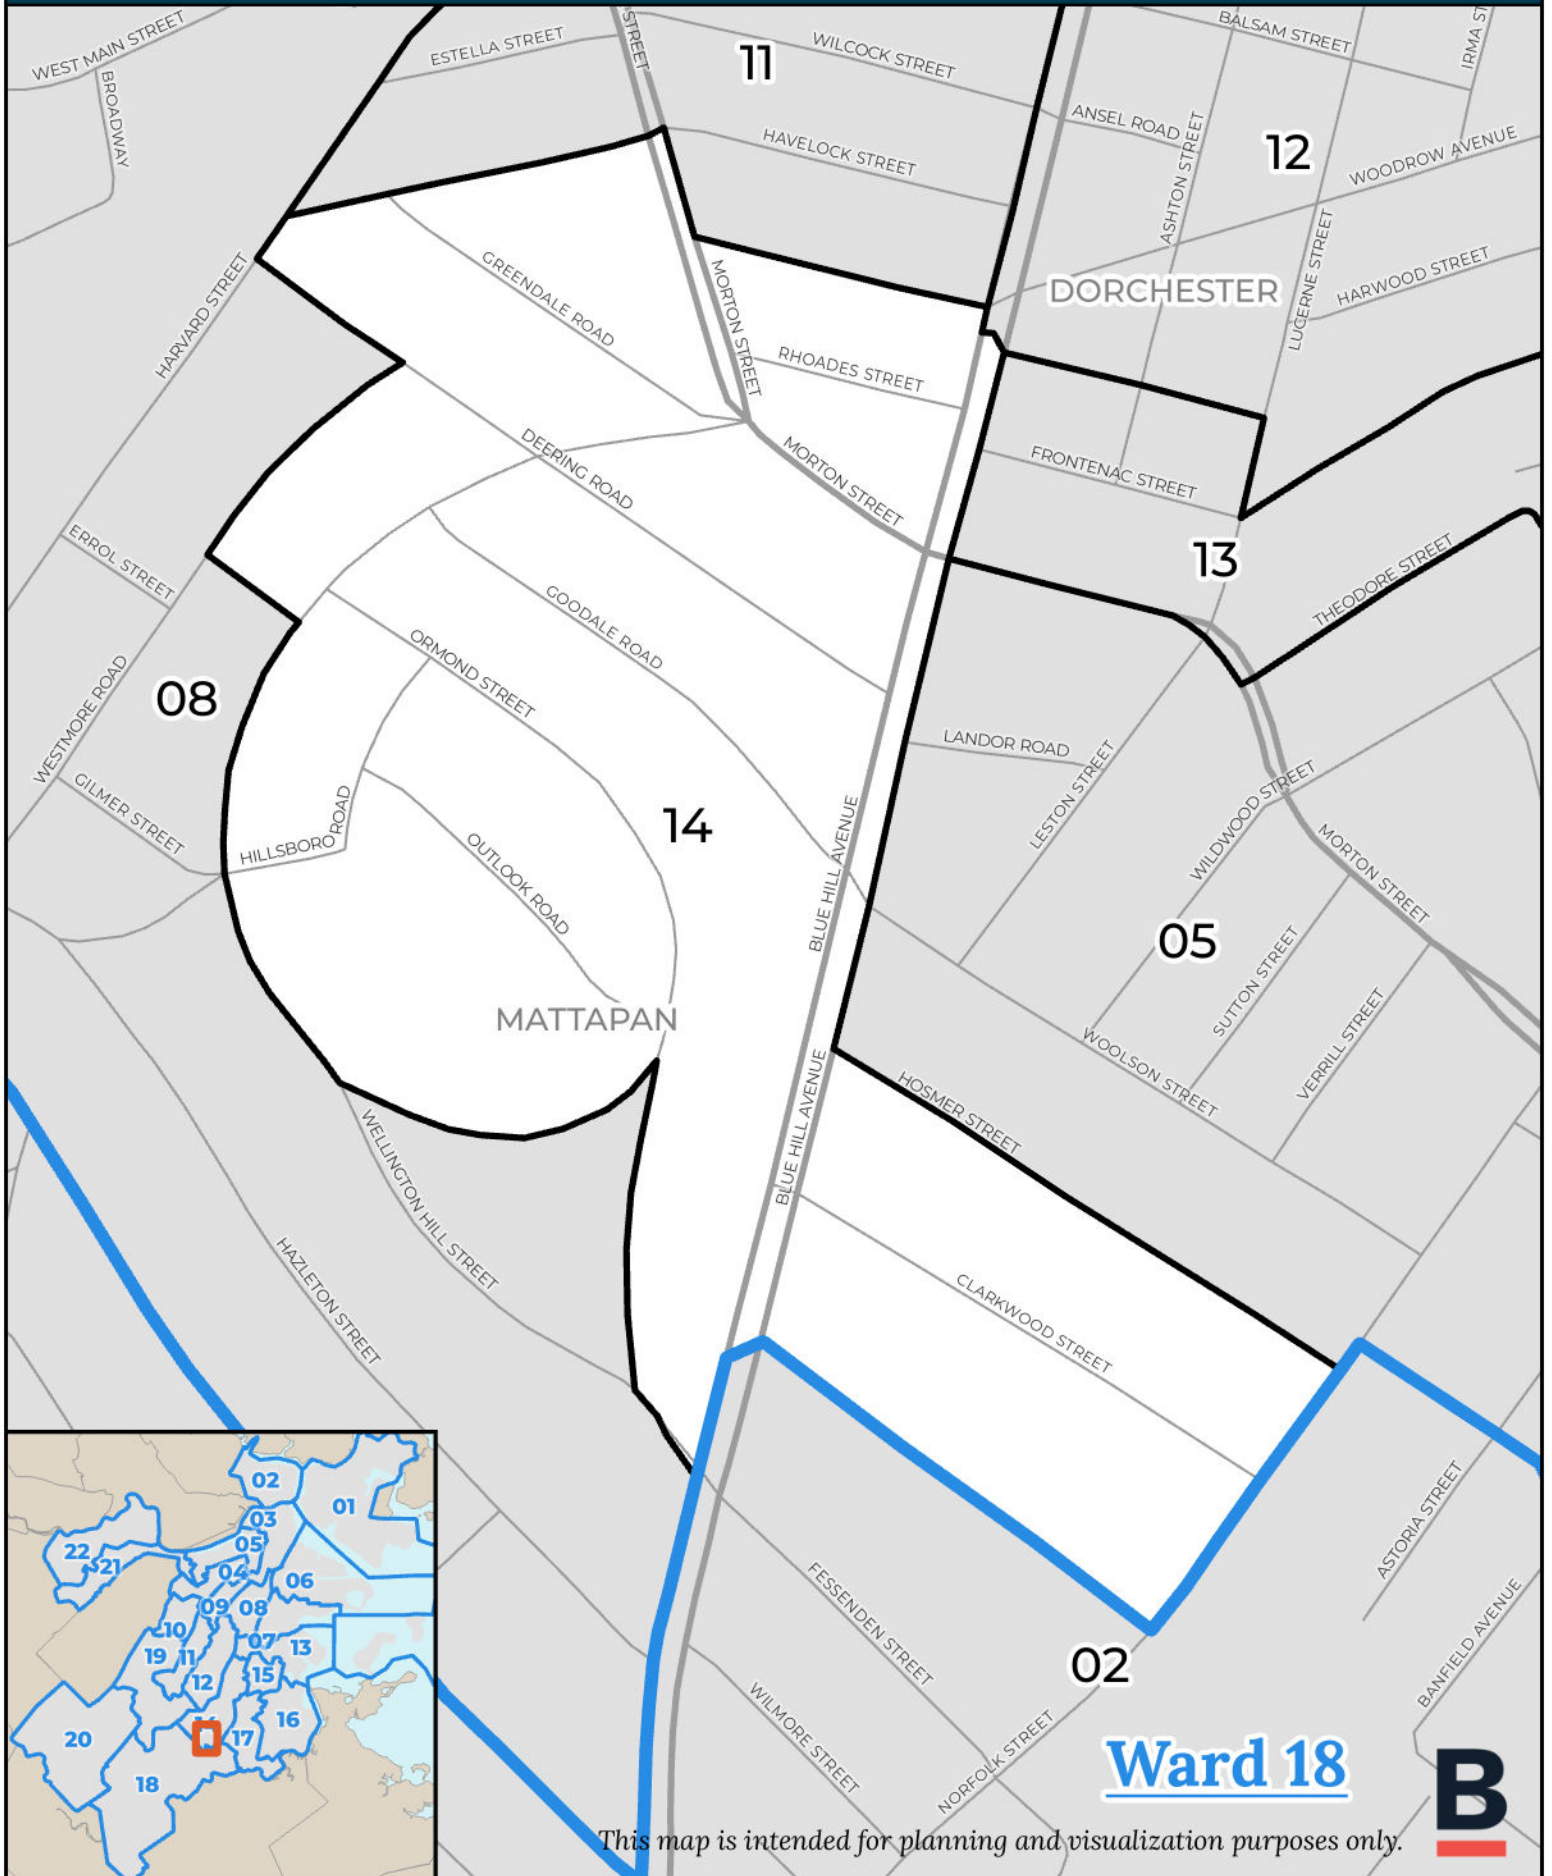 WEST MAIN STREET
BROADWAY
ESTELLA STREET
STREET
11
WILCOCK STREET
HAVELOCK STREET
BALSAM STREET
IRMA ST
ANSEL ROAD
ASHTON STREET
12
WOODROW AVENUE
HARVARD STREET
GREENDALE ROAD
MORTON STREET
DORCHESTER
LUCERNE STREET
HARWOOD STREET
RHOADES STREET
DEERING ROAD
MORTON STREET
FRONTENAC STREET
13
THEODORE STREET
ERROL STREET
GOODALE ROAD
ORMOND STREET
08
WESTMORE ROAD
LANDOR ROAD
LESTON STREET
WILDWOOD STREET
GILMER STREET
HILLSBORO ROAD
14
OUTLOOK ROAD
BLUE HILL AVENUE
MORTON STREET
05
SUTTON STREET
MATTAPAN
VERRILL STREET
WOOLSON STREET
HOSMER STREET
BLUE HILL AVENUE
WELLINGTON HILL STREET
HAZLETON STREET
CLARKWOOD STREET
ASTORIA STREET
FESSENDEN STREET
BANFIELD AVENUE
02
WILMORE STREET
NORFOLK STREET
02
01
03
05
22
21
04
06
09
08
10
07
13
19
11
12
15
16
17
20
18
Ward 18
B
This map is intended for planning and visualization purposes only.